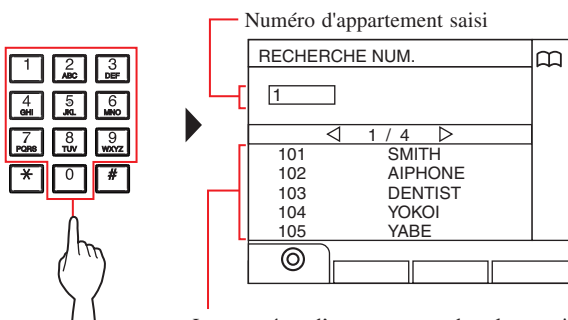 Numéro d'appartement saisi
RECHERCHE NUM.
1
1 2 ABC 3 DEF
4 GHI 5 JKL 6 MNO
7 PQRS 8 TUV 9 WXYZ
* 0 #
1 / 4
101 SMITH
102 AIPHONE
103 DENTIST
104 YOKOI
105 YABE